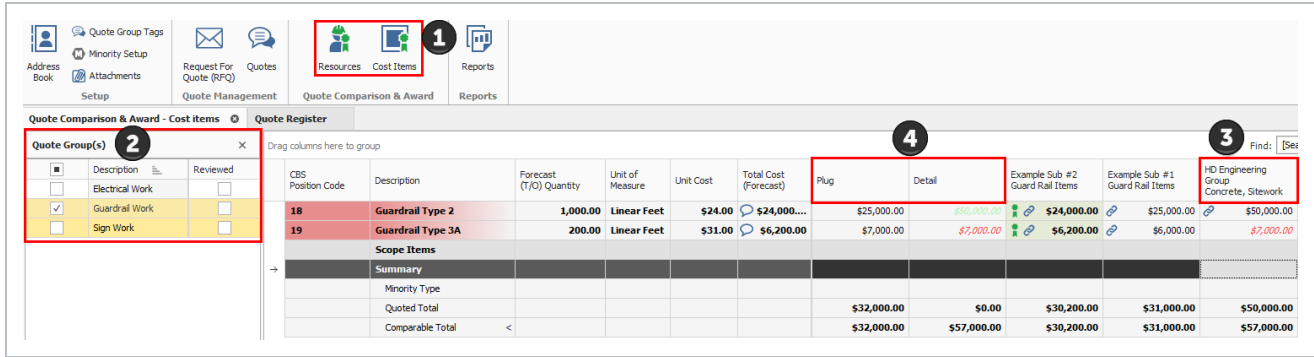 Quote Group Tags
Minority Setup
Attachments
Address Book
Setup
Request For Quote (RFQ)
Quotes
Quote Management
Resources
Cost Items
1
Quote Comparison & Award
Reports
Reports
Quote Comparison & Award - Cost items
Quote Register
Quote Group(s)
2
Description Reviewed
Electrical Work
Guardrail Work
Sign Work
Drag columns here to group
4
3
Find:
CBS Position Code Description Forecast (T/O) Quantity Unit of Measure Unit Cost Total Cost (Forecast) Plug Detail Example Sub #2 Guard Rail Items Example Sub #1 Guard Rail Items HD Engineering Group Concrete, Sitework
18 Guardrail Type 2 1,000.00 Linear Feet $24.00 $24,000.... $25,000.00 $50,000.00 $24,000.00 $25,000.00 $50,000.00
19 Guardrail Type 3A 200.00 Linear Feet $31.00 $6,200.00 $7,000.00 $7,000.00 $6,200.00 $6,000.00 $7,000.00
Scope Items
Summary
Minority Type
Quoted Total $32,000.00 $0.00 $30,200.00 $31,000.00 $50,000.00
Comparable Total < $32,000.00 $57,000.00 $30,200.00 $31,000.00 $57,000.00